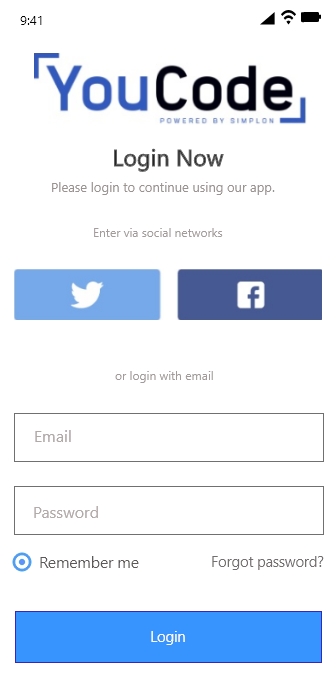 9:41
YouCode
POWERED BY SIMPLON
Login Now
Please login to continue using our app.
Enter via social networks
or login with email
Email
Password
Remember me Forgot password?
Login